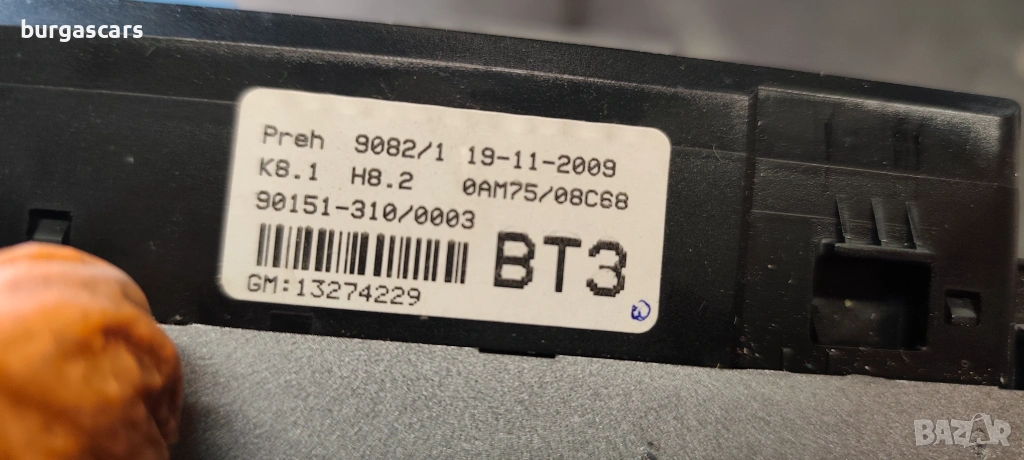 burgascars
Preh 9082/1 19-11-2009
K8.1 H8.2 0AM75/08C68
90151-310/0003
BT3
GM:13274229
BAZAR